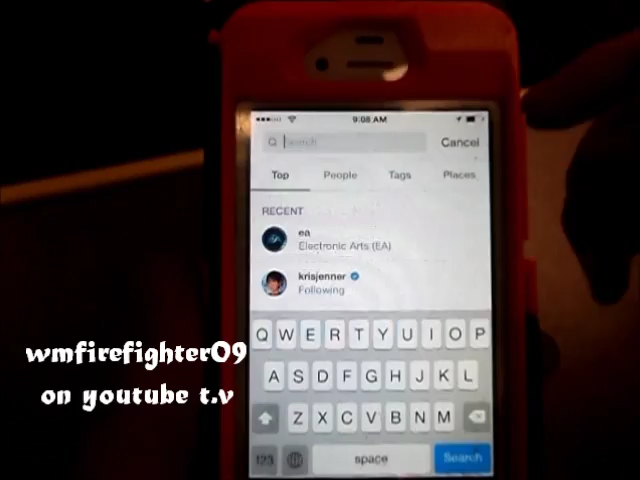 9:08 AM
Search
Cancel
Top People Tags Places
RECENT
ea
Electronic Arts (EA)
krisjenner
Following
Q W E R T Y U I O P
A S D F G H J K L
Z X C V B N M
123 space Search
wmfirefighter09
on youtube t.v